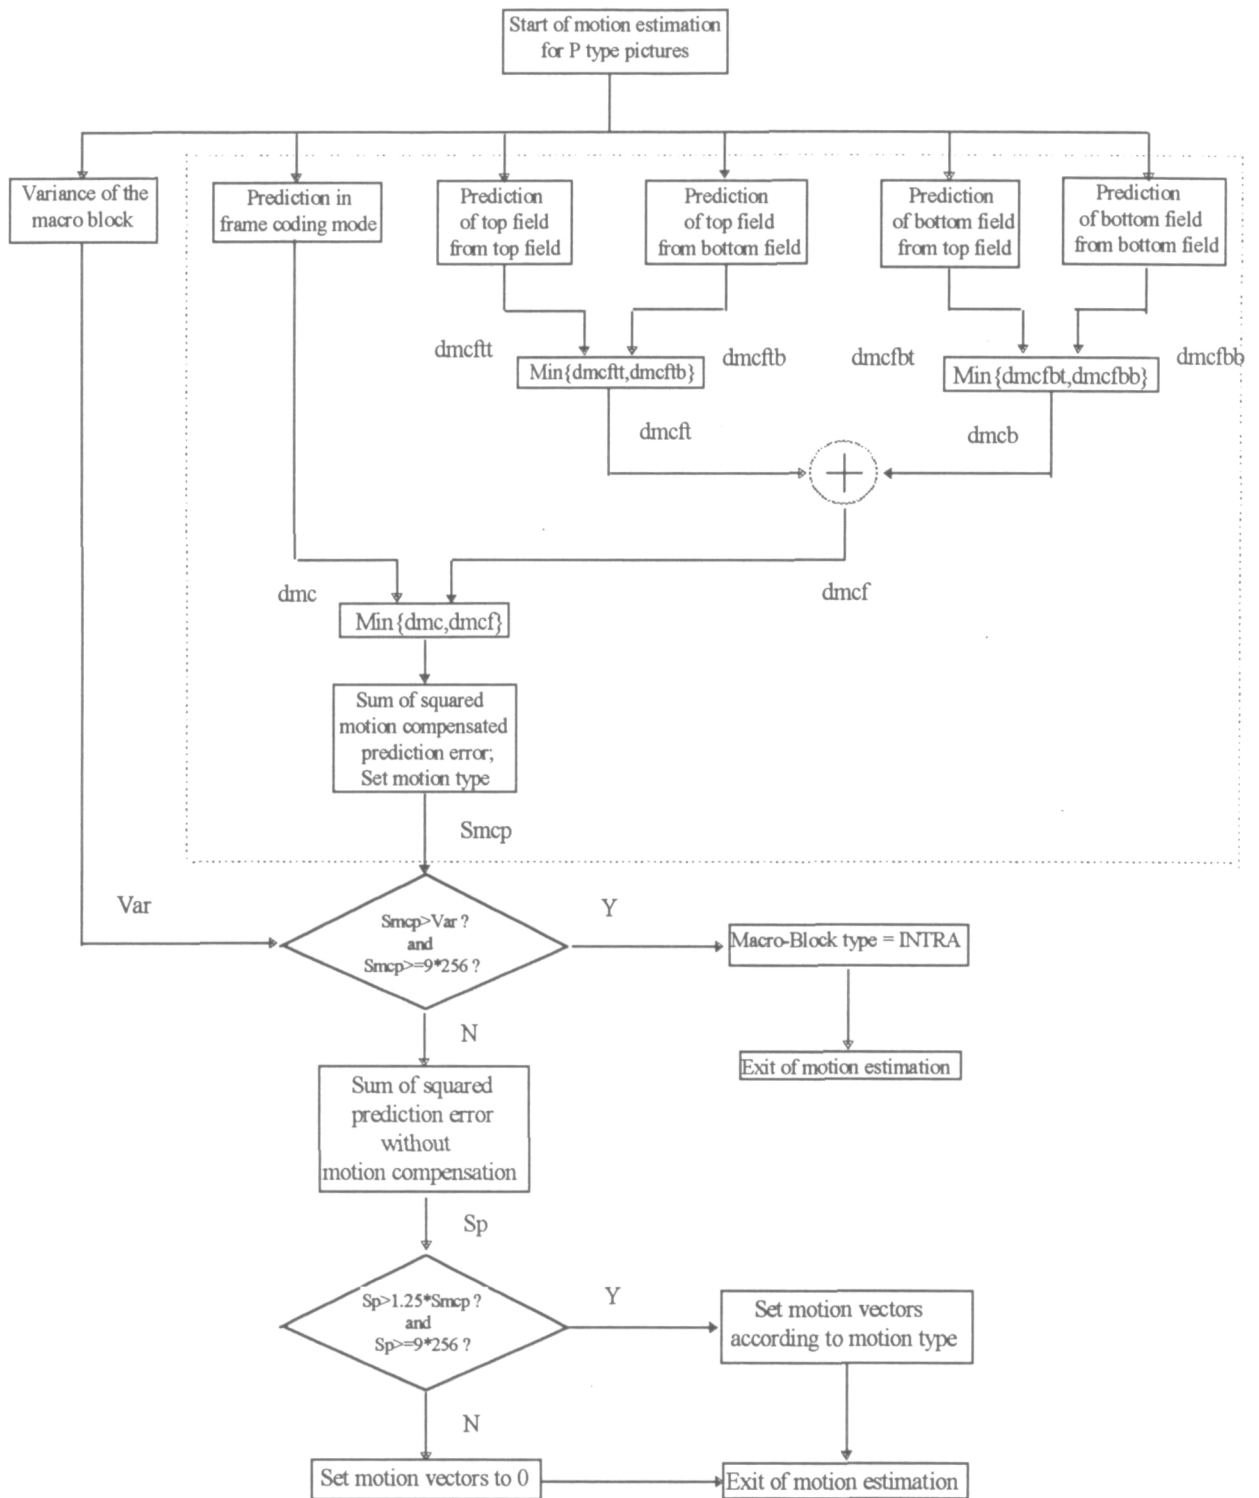 Start of motion estimation
for P type pictures
Variance of the
macro block
Prediction in
frame coding mode
Prediction
of top field
from top field
Prediction
of top field
from bottom field
Prediction
of bottom field
from top field
Prediction
of bottom field
from bottom field
dmcftt
Min{dmcftt,dmcftb}
dmcftb
dmcfbt
Min{dmcfbt,dmcfbb}
dmcfbb
dmcft
dmcb
+
dmc
dmcf
Min{dmc,dmcf}
Sum of squared
motion compensated
prediction error;
Set motion type
Smcp
Var
Smcp>Var ?
and
Smcp>=9*256 ?
Y
Macro-Block type = INTRA
N
Exit of motion estimation
Sum of squared
prediction error
without
motion compensation
Sp
Sp>1.25*Smcp ?
and
Sp>=9*256 ?
Y
Set motion vectors
according to motion type
N
Set motion vectors to 0
Exit of motion estimation